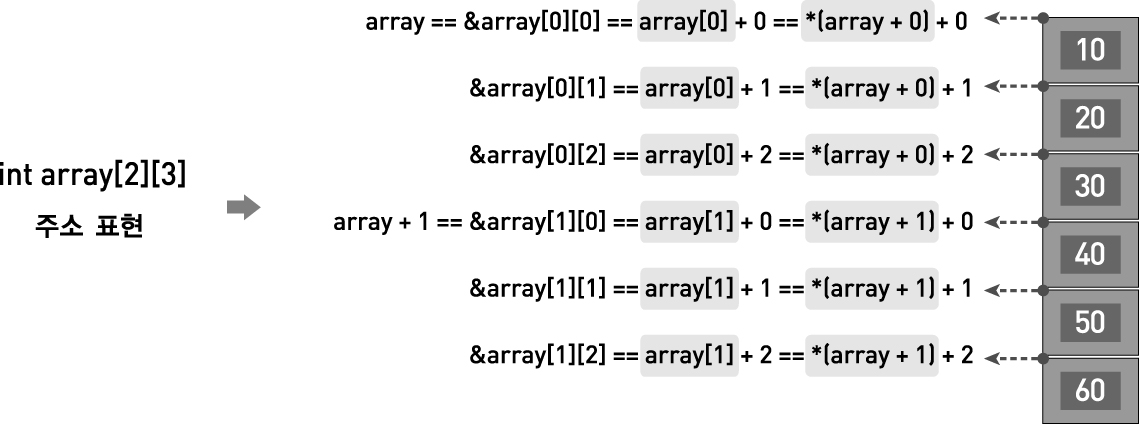 array == &array[0][0] == array[0] + 0 == *(array + 0) + 0
10
&array[0][1] == array[0] + 1 == *(array + 0) + 1
20
&array[0][2] == array[0] + 2 == *(array + 0) + 2
30
int array[2][3]
주소 표현
array + 1 == &array[1][0] == array[1] + 0 == *(array + 1) + 0
40
&array[1][1] == array[1] + 1 == *(array + 1) + 1
50
&array[1][2] == array[1] + 2 == *(array + 1) + 2
60